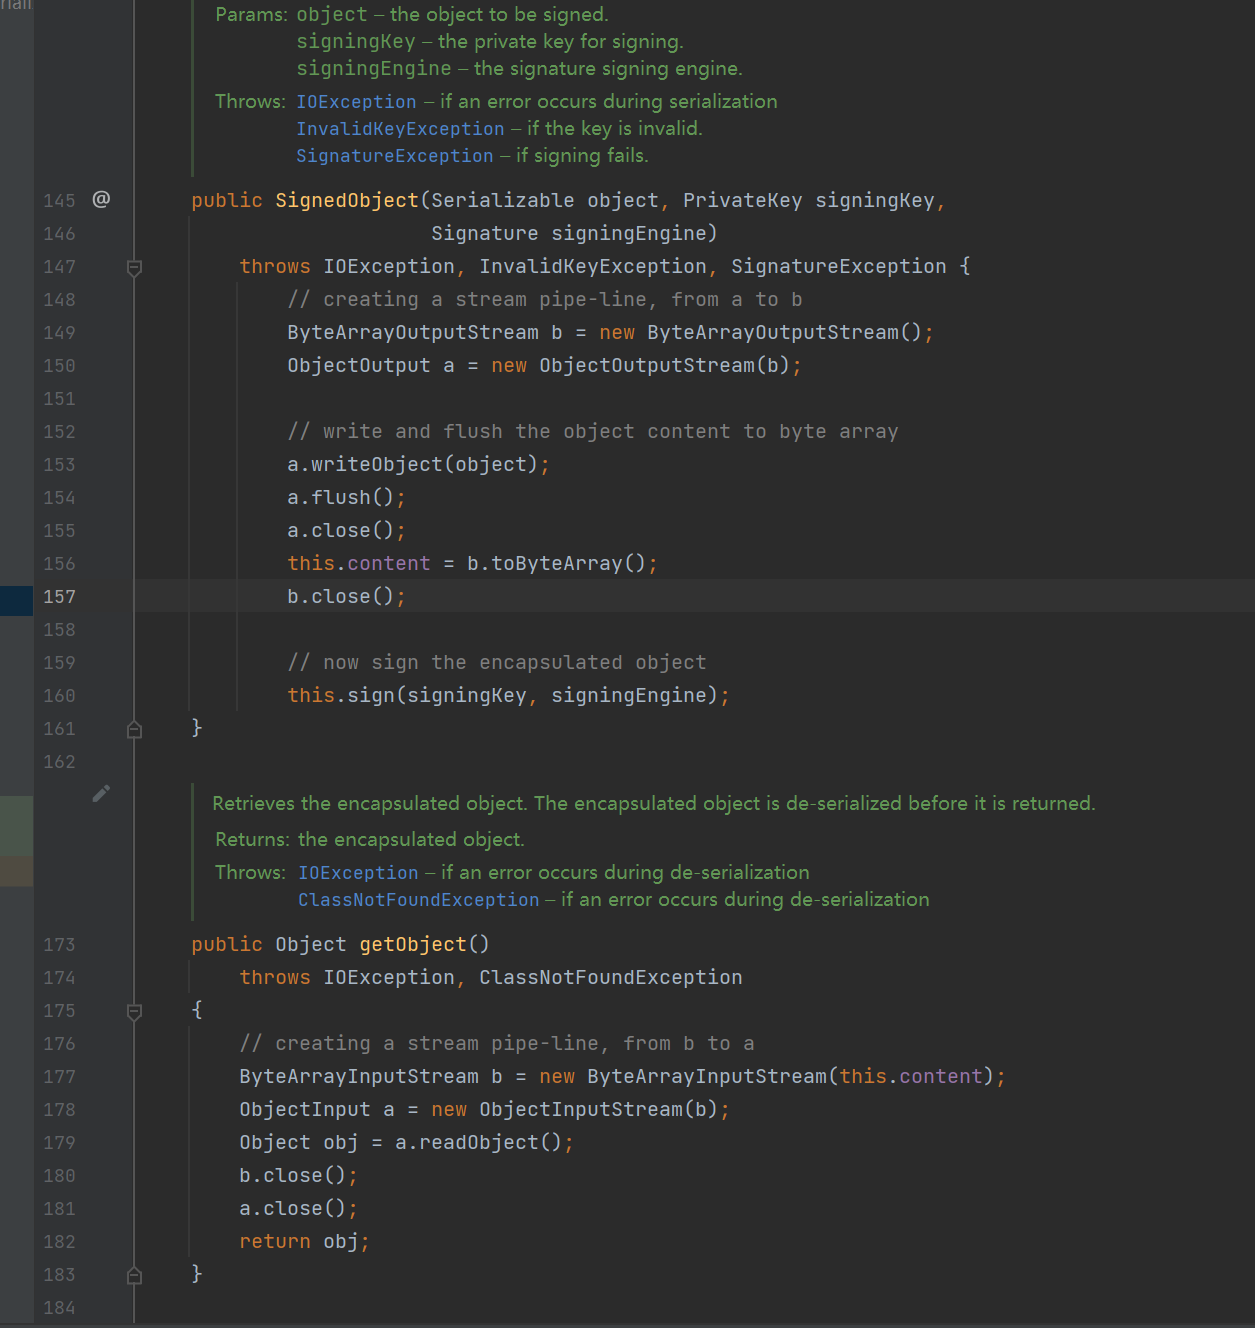 Params: object – the object to be signed.
signingKey – the private key for signing.
signingEngine – the signature signing engine.
Throws: IOException – if an error occurs during serialization
InvalidKeyException – if the key is invalid.
SignatureException – if signing fails.
145 @ public SignedObject(Serializable object, PrivateKey signingKey,
146 Signature signingEngine)
147 throws IOException, InvalidKeyException, SignatureException {
148 // creating a stream pipe-line, from a to b
149 ByteArrayOutputStream b = new ByteArrayOutputStream();
150 ObjectOutput a = new ObjectOutputStream(b);
151
152 // write and flush the object content to byte array
153 a.writeObject(object);
154 a.flush();
155 a.close();
156 this.content = b.toByteArray();
157 b.close();
158
159 // now sign the encapsulated object
160 this.sign(signingKey, signingEngine);
161 }
162
Retrieves the encapsulated object. The encapsulated object is de-serialized before it is returned.
Returns: the encapsulated object.
Throws: IOException – if an error occurs during de-serialization
ClassNotFoundException – if an error occurs during de-serialization
173 public Object getObject()
174 throws IOException, ClassNotFoundException
175 {
176 // creating a stream pipe-line, from b to a
177 ByteArrayInputStream b = new ByteArrayInputStream(this.content);
178 ObjectInput a = new ObjectInputStream(b);
179 Object obj = a.readObject();
180 b.close();
181 a.close();
182 return obj;
183 }
184